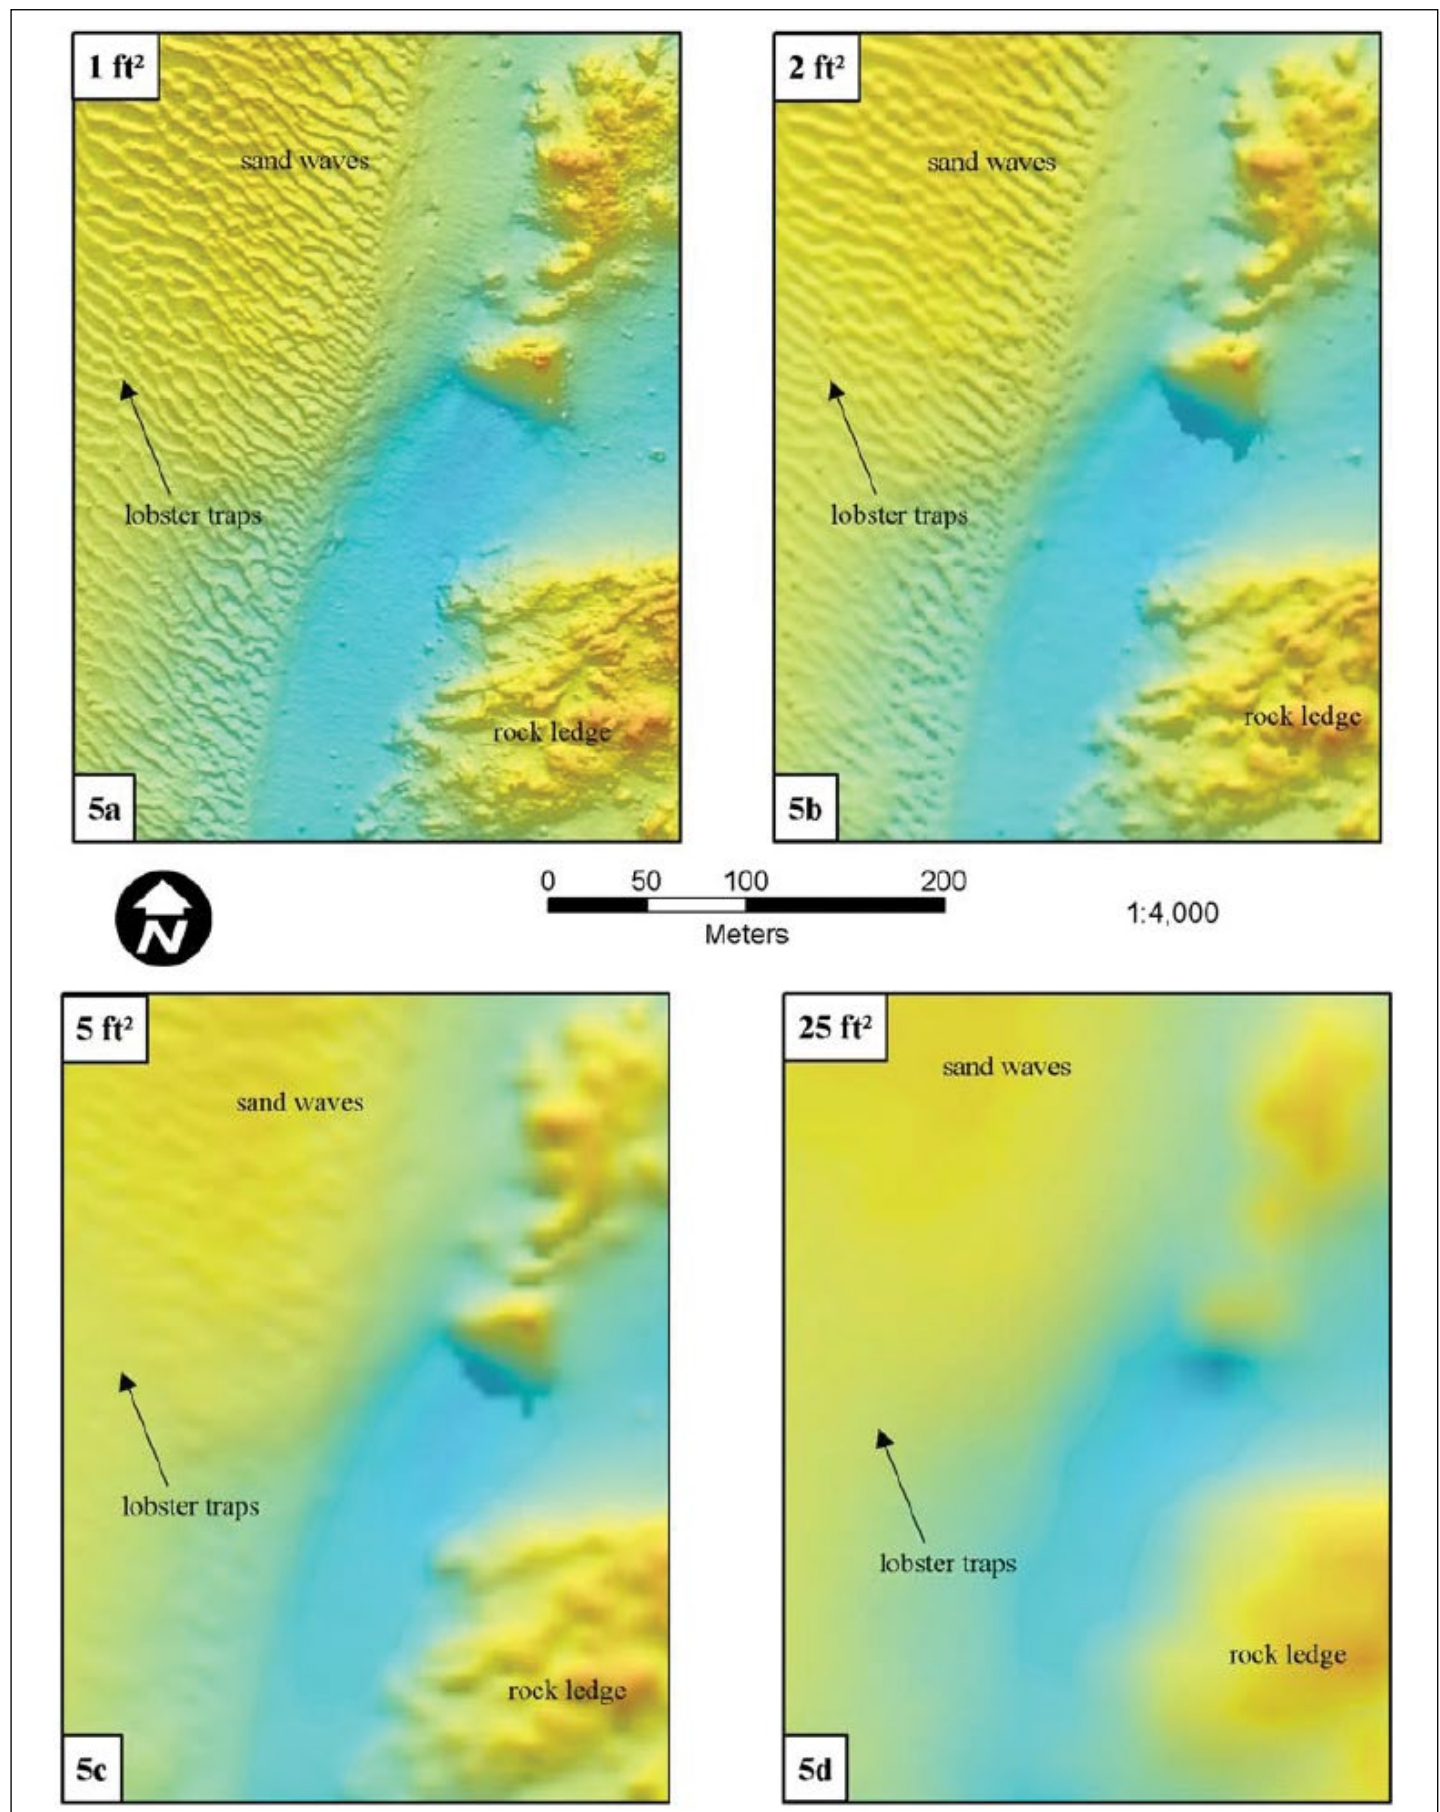 1 ft²
sand waves
lobster traps
rock ledge
5a
2 ft²
sand waves
lobster traps
rock ledge
5b
N
0 50 100 200
Meters
1:4,000
5 ft²
sand waves
lobster traps
rock ledge
5c
25 ft²
sand waves
lobster traps
rock ledge
5d